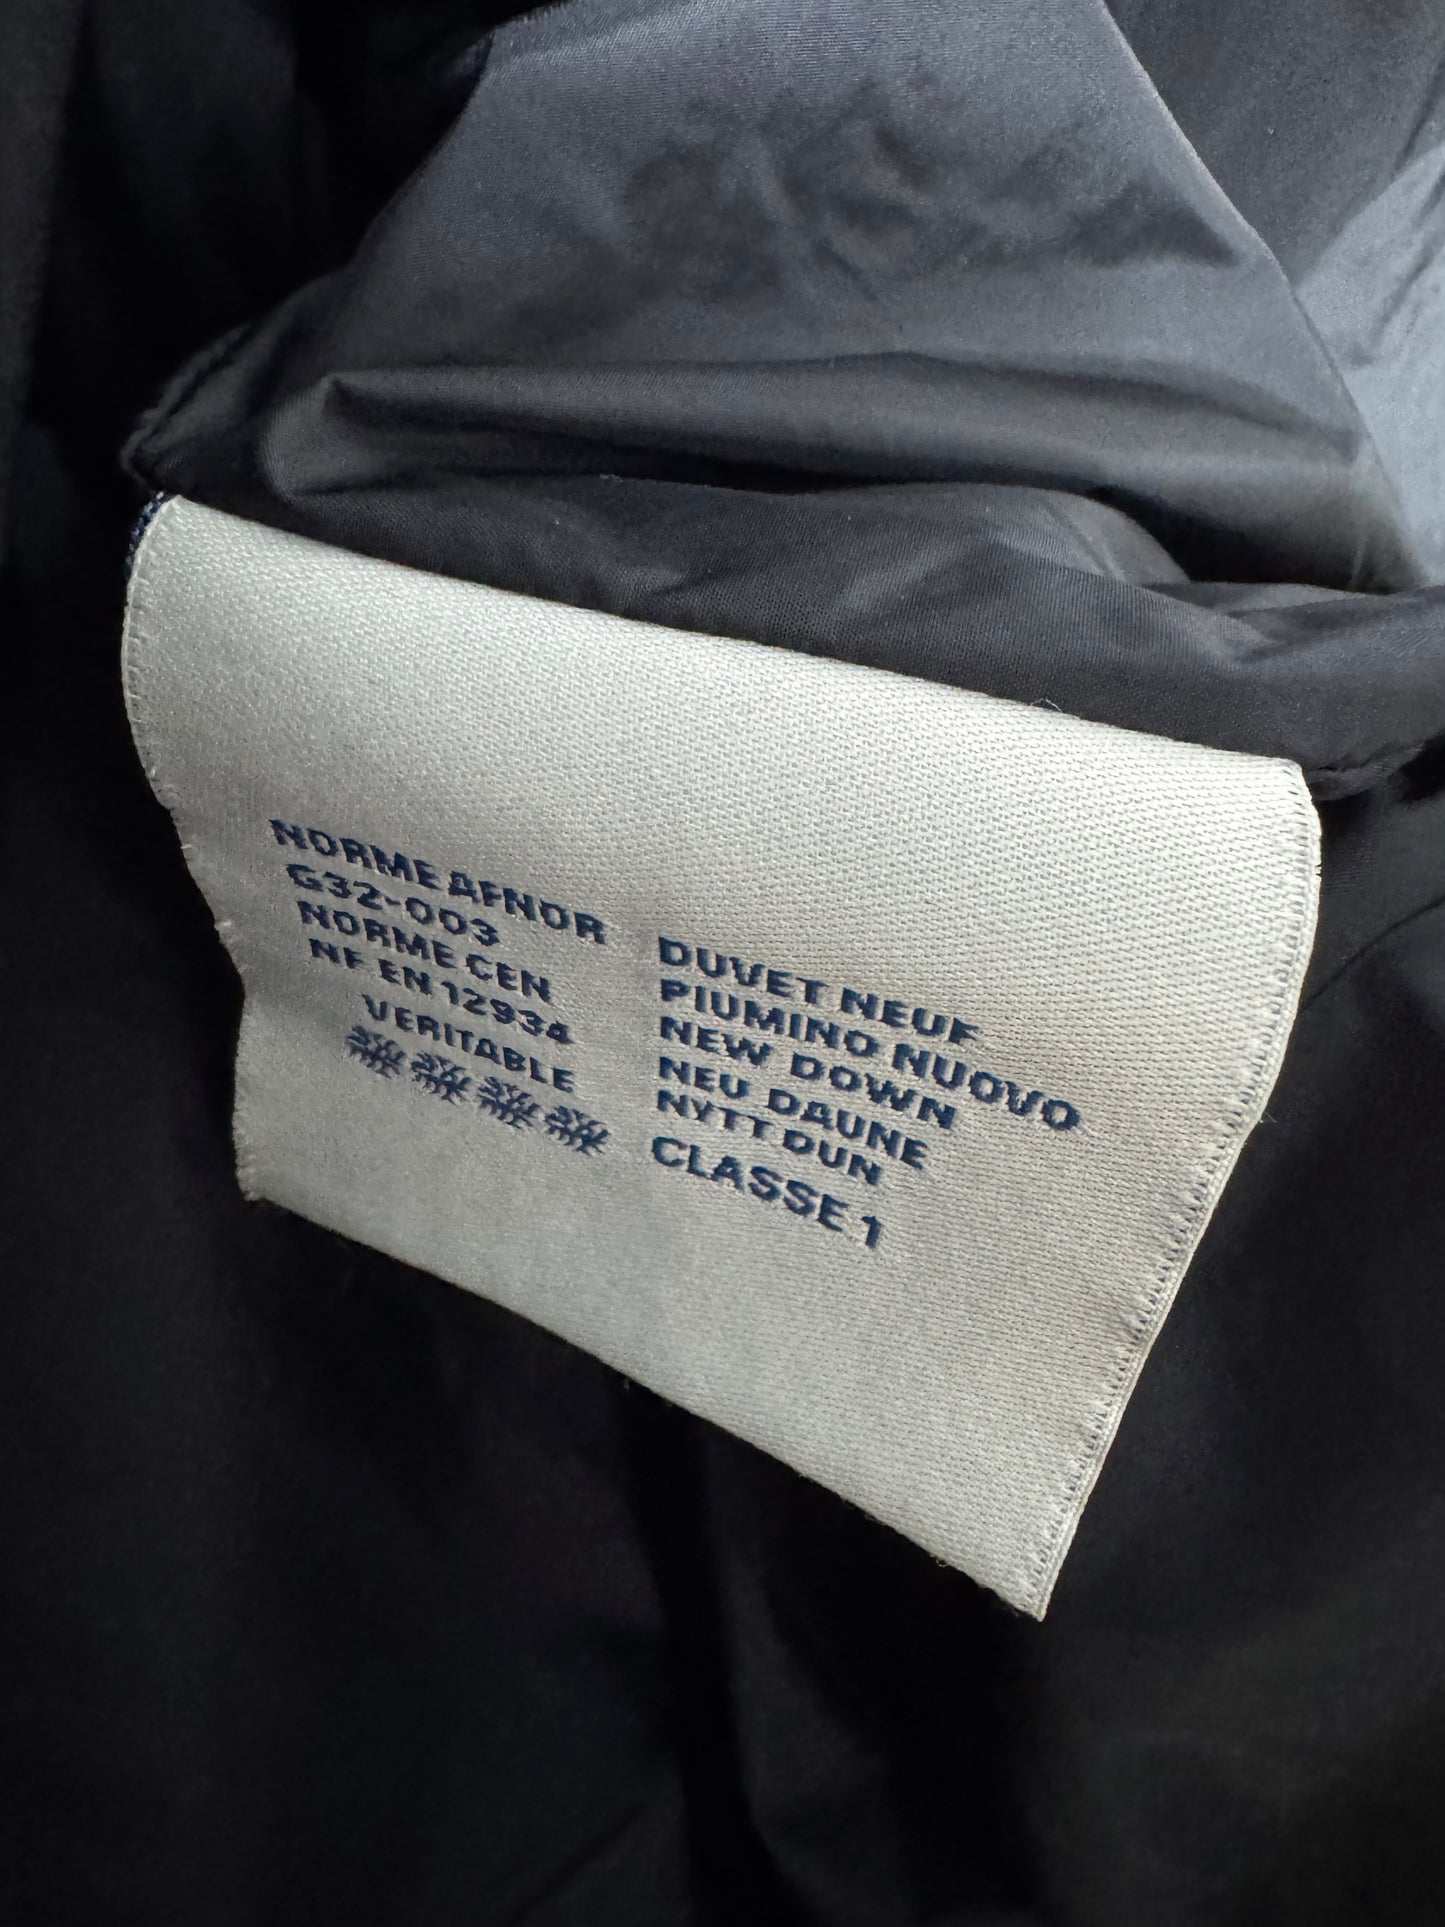 NORME AFNOR
G32-003
NORME CEN
NF EN 12934
VERITABLE
DUVET NEUF
PIUMINO NUOVO
NEW DOWN
NEU DAUNE
NYTT DUN
CLASSE 1